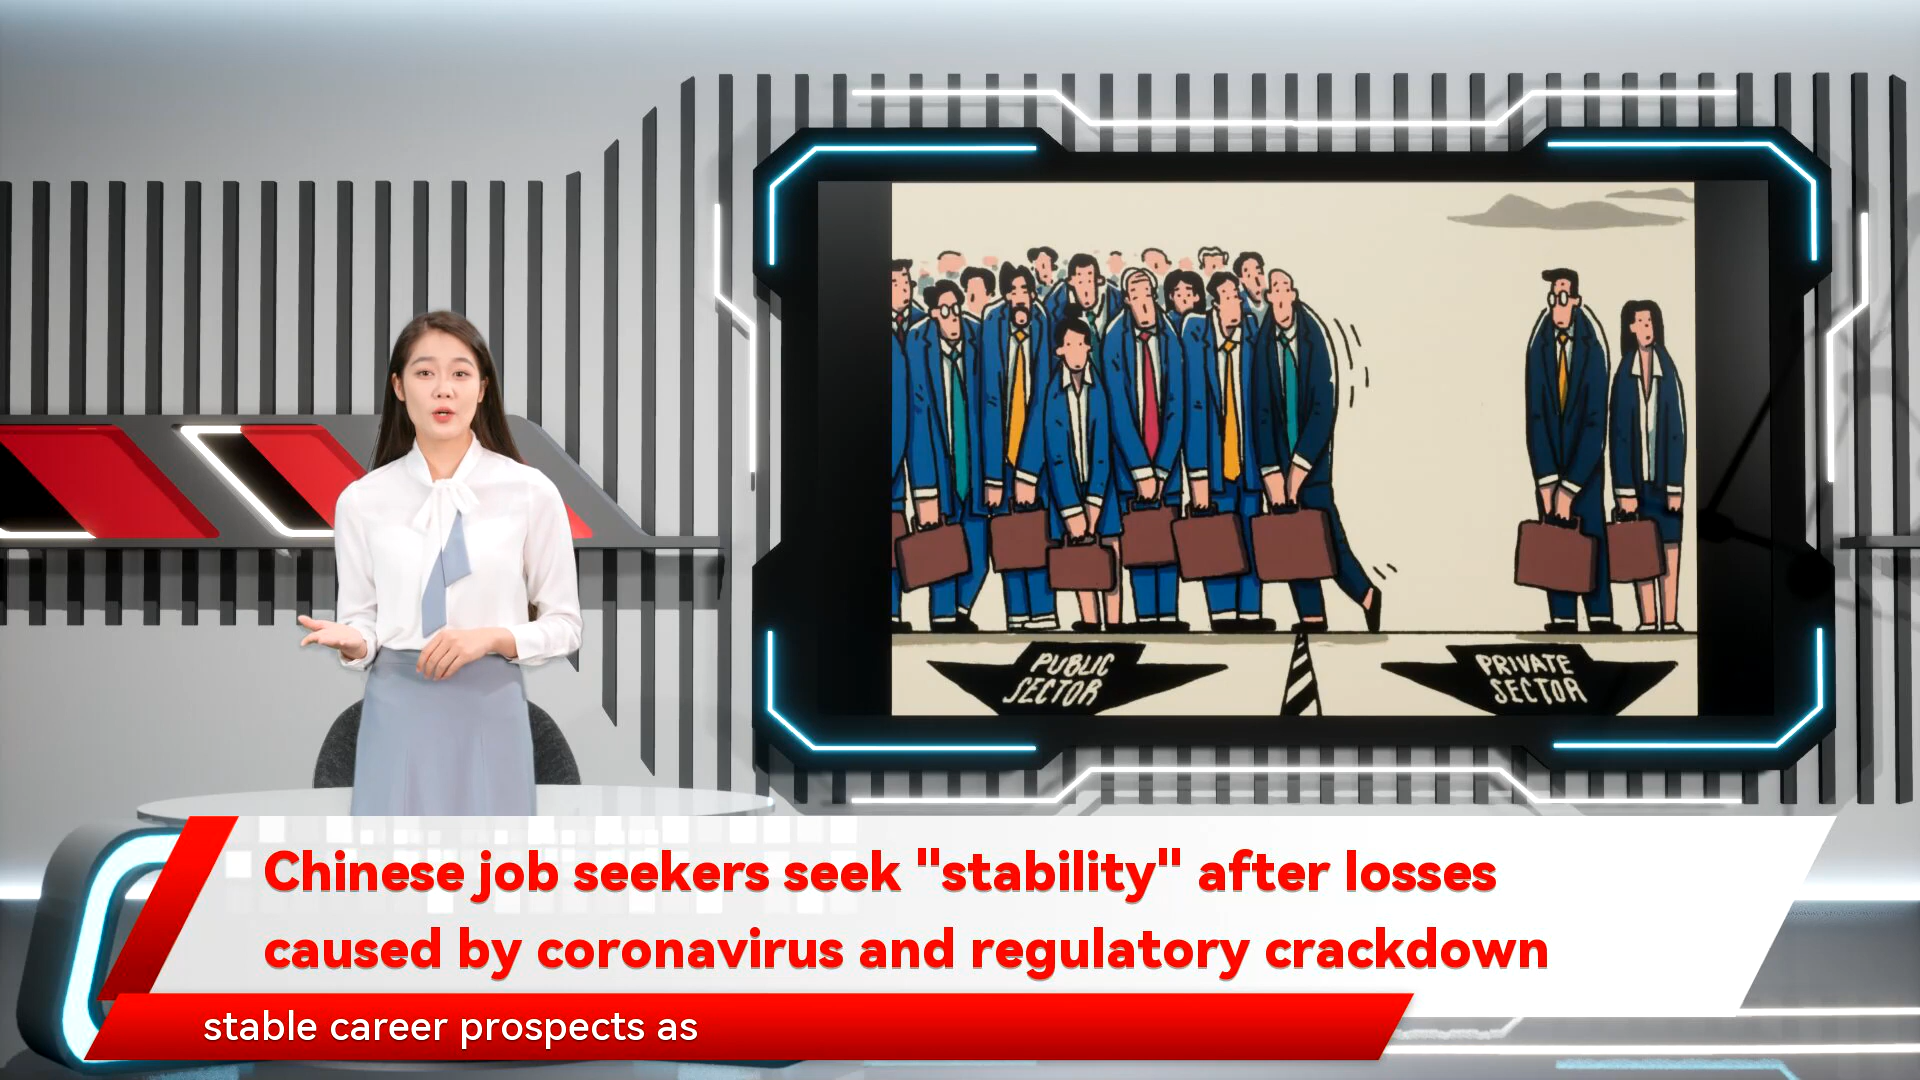 PUBLIC
SECTOR
PRIVATE
SECTOR
Chinese job seekers seek "stability" after losses
caused by coronavirus and regulatory crackdown
stable career prospects as